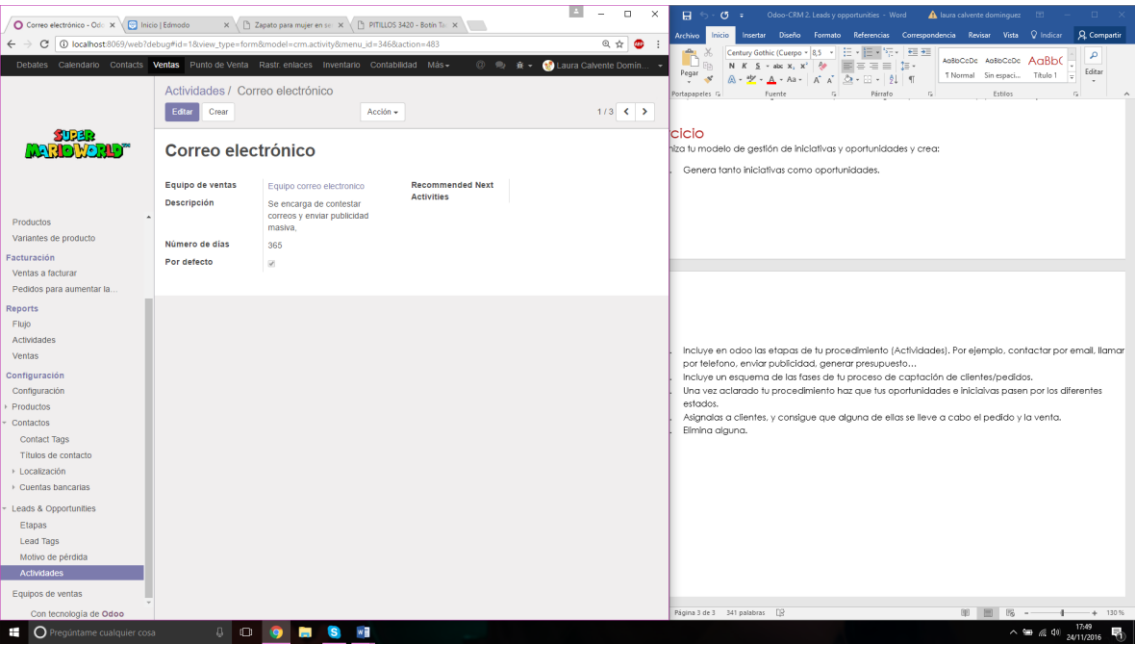 Correo electrónico - Odo
Inicio | Edmodo
Zapato para mujer en ser
PITILLOS 3420 - Botín To
localhost:8069/web?debug#id=1&view_type=form&model=crm.activity&menu_id=346&action=483
Debates Calendario Contacts Ventas Punto de Venta Rastr. enlaces Inventario Contabilidad Más
Laura Calvente Domín...
Actividades / Correo electrónico
Editar Crear Acción 1 / 3
SUPER
MARIO WORLD™
Correo electrónico
Equipo de ventas Equipo correo electronico
Recommended Next
Activities
Descripción Se encarga de contestar
correos y enviar publicidad
masiva,
Número de días 365
Por defecto
Productos
Variantes de producto
Facturación
Ventas a facturar
Pedidos para aumentar la...
Reports
Flujo
Actividades
Ventas
Configuración
Configuración
Productos
Contactos
Contact Tags
Títulos de contacto
Localización
Cuentas bancarias
Leads & Opportunities
Etapas
Lead Tags
Motivo de pérdida
Actividades
Equipos de ventas
Con tecnología de Odoo
Odoo-CRM 2. Leads y opportunities - Word
laura calvente dominguez
Archivo Inicio Insertar Diseño Formato Referencias Correspondencia Revisar Vista Indicar Compartir
Pegar
Century Gothic (Cuerpo 8,5
N K S abc x, x'
A Aa A A
AaBbCcDc AaBbCcDc AaBb(
¶ Normal Sin espaci... Título 1
Editar
Portapapeles Fuente Párrafo Estilos
cicio
niza tu modelo de gestión de iniciativas y oportunidades y crea:
Genera tanto iniciativas como oportunidades.
Incluye en odoo las etapas de tu procedimiento (Actividades). Por ejemplo, contactar por email, llamar
por telefono, enviar publicidad, generar presupuesto...
Incluye un esquema de las fases de tu proceso de captación de clientes/pedidos.
Una vez aclarado tu procedimiento haz que tus oportunidades e iniciaivas pasen por los diferentes
estados.
Asignalas a clientes, y consigue que alguna de ellas se lleve a cabo el pedido y la venta.
Elimina alguna.
Página 3 de 3 341 palabras
130 %
Pregúntame cualquier cosa
17:49
24/11/2016